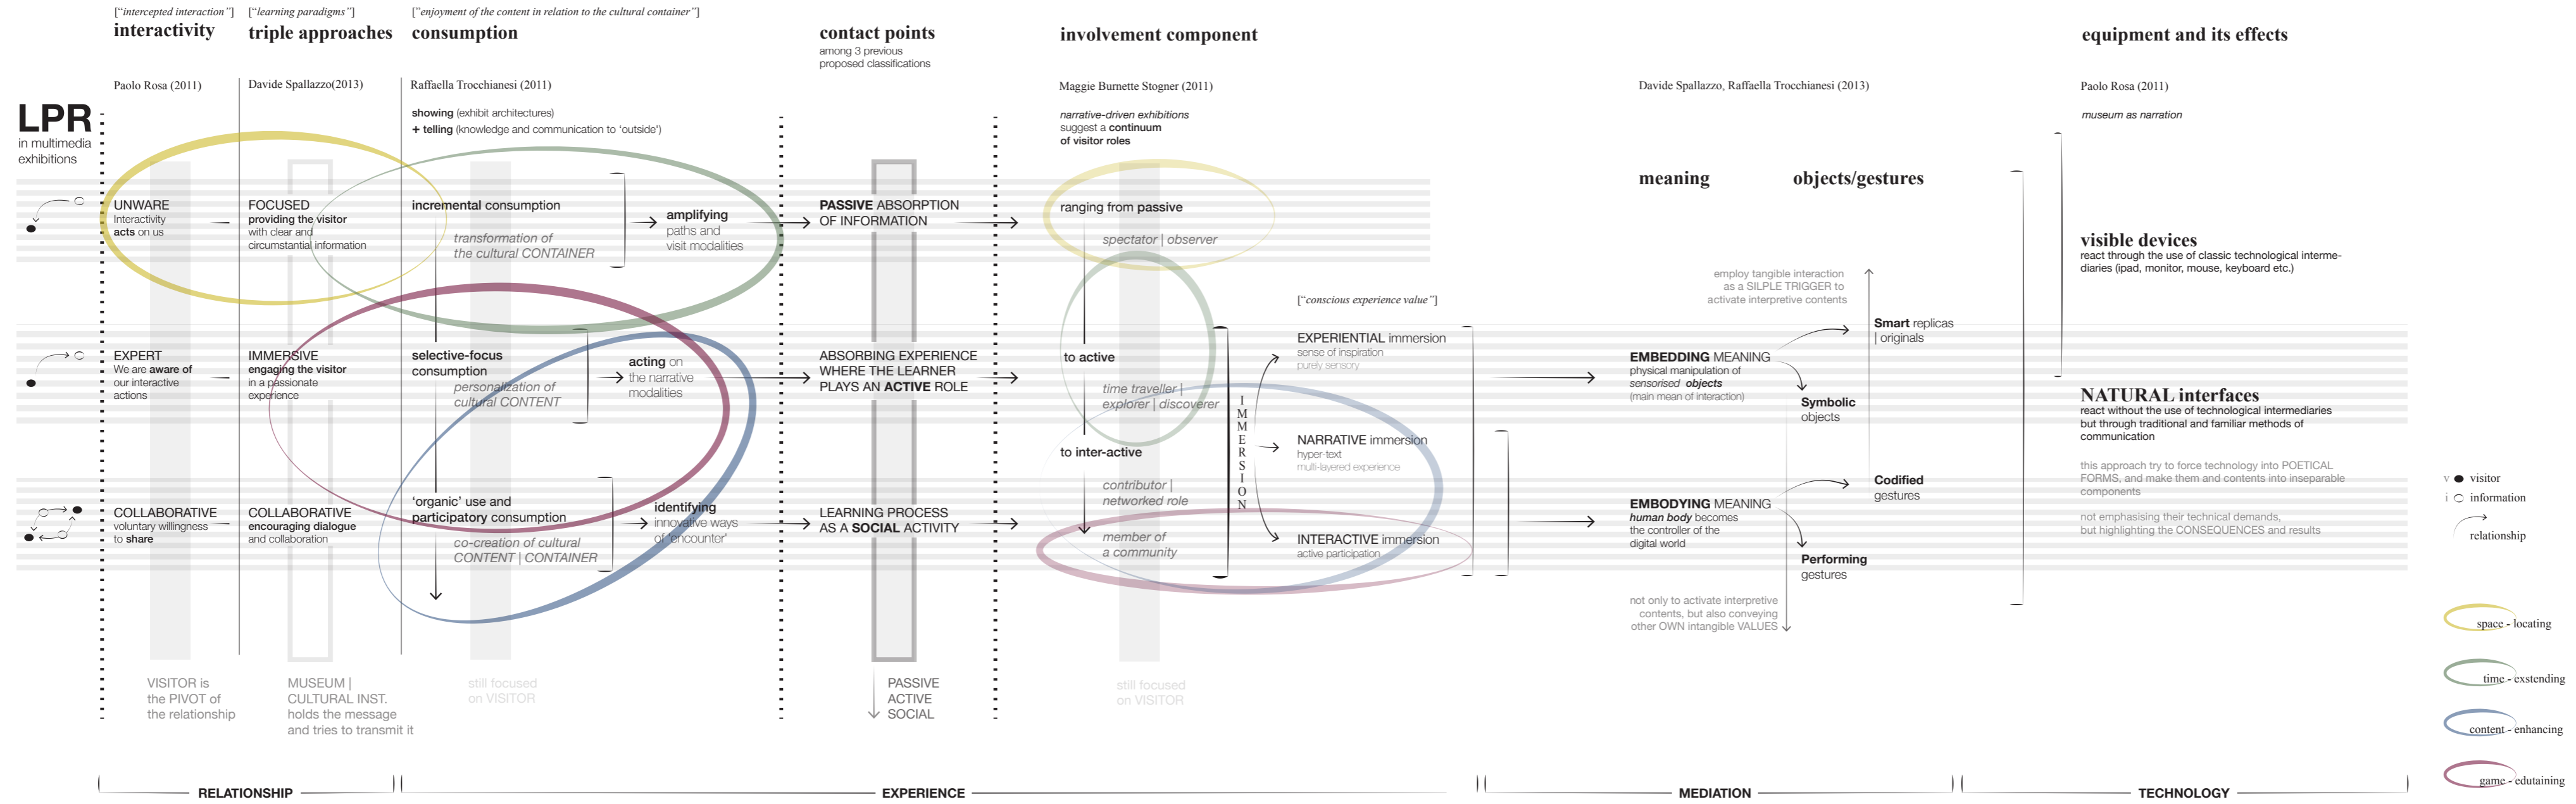 ["intercepted interaction"]
interactivity
["learning paradigms"]
triple approaches
["enjoyment of the content in relation to the cultural container"]
consumption
contact points
among 3 previous
proposed classifications
involvement component
equipment and its effects
Paolo Rosa (2011)
Davide Spallazzo(2013)
Raffaella Trocchianesi (2011)
Maggie Burnette Stogner (2011)
Davide Spallazzo, Raffaella Trocchianesi (2013)
Paolo Rosa (2011)
LPR
in multimedia
exhibitions
showing (exhibit architectures)
+ telling (knowledge and communication to 'outside')
narrative-driven exhibitions
suggest a continuum
of visitor roles
museum as narration
meaning
objects/gestures
UNWARE
Interactivity
acts on us
FOCUSED
providing the visitor
with clear and
circumstantial information
incremental consumption
transformation of
the cultural CONTAINER
amplifying
paths and
visit modalities
PASSIVE ABSORPTION
OF INFORMATION
ranging from passive
spectator | observer
visible devices
react through the use of classic technological interme-
diaries (ipad, monitor, mouse, keyboard etc.)
employ tangible interaction
as a SILPLE TRIGGER to
activate interpretive contents
["conscious experience value"]
EXPERT
We are aware of
our interactive
actions
IMMERSIVE
engaging the visitor
in a passionate
experience
selective-focus
consumption
personalization of
cultural CONTENT
acting on
the narrative
modalities
ABSORBING EXPERIENCE
WHERE THE LEARNER
PLAYS AN ACTIVE ROLE
to active
time traveller |
explorer | discoverer
to inter-active
contributor |
networked role
member of
a community
IMMERSION
EXPERIENTIAL immersion
sense of inspiration
purely sensory
NARRATIVE immersion
hyper-text
multi-layered experience
INTERACTIVE immersion
active participation
EMBEDDING MEANING
physical manipulation of
sensorised objects
(main mean of interaction)
Smart replicas
| originals
Symbolic
objects
NATURAL interfaces
react without the use of technological intermediaries
but through traditional and familiar methods of
communication
this approach try to force technology into POETICAL
FORMS, and make them and contents into inseparable
components
not emphasising their technical demands,
but highlighting the CONSEQUENCES and results
COLLABORATIVE
voluntary willingness
to share
COLLABORATIVE
encouraging dialogue
and collaboration
'organic' use and
participatory consumption
co-creation of cultural
CONTENT | CONTAINER
identifying
innovative ways
of 'encounter'
LEARNING PROCESS
AS A SOCIAL ACTIVITY
EMBODYING MEANING
human body becomes
the controller of the
digital world
Codified
gestures
Performing
gestures
not only to activate interpretive
contents, but also conveying
other OWN intangible VALUES
v visitor
i information
relationship
space - locating
time - exstending
content - enhancing
game - edutaining
VISITOR is
the PIVOT of
the relationship
MUSEUM |
CULTURAL INST.
holds the message
and tries to transmit it
still focused
on VISITOR
PASSIVE
ACTIVE
SOCIAL
still focused
on VISITOR
RELATIONSHIP
EXPERIENCE
MEDIATION
TECHNOLOGY